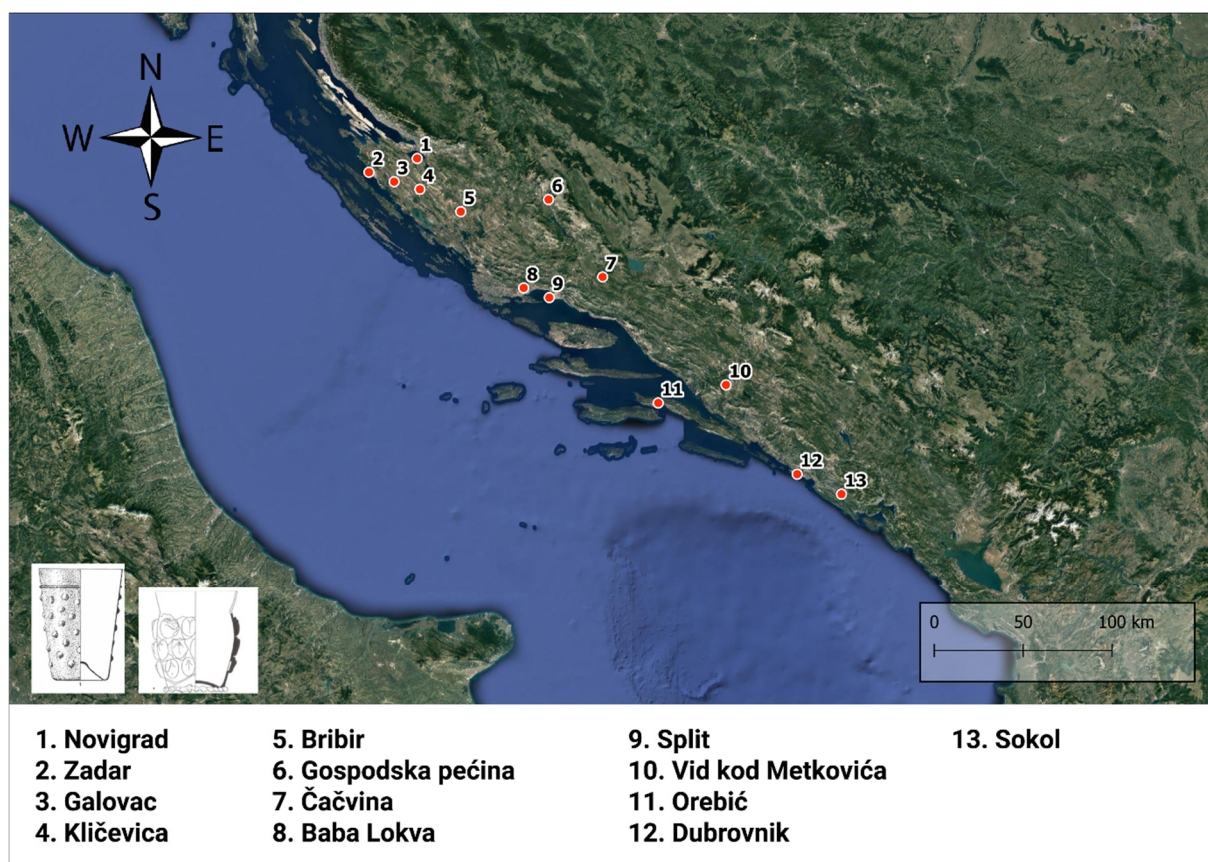 N
W E
S
1
2
3
4
5
6
7
8
9
10
11
12
13
0 50 100 km
1. Novigrad
2. Zadar
3. Galovac
4. Kličevica
5. Bribir
6. Gospodska pećina
7. Čačvina
8. Baba Lokva
9. Split
10. Vid kod Metkovića
11. Orebić
12. Dubrovnik
13. Sokol